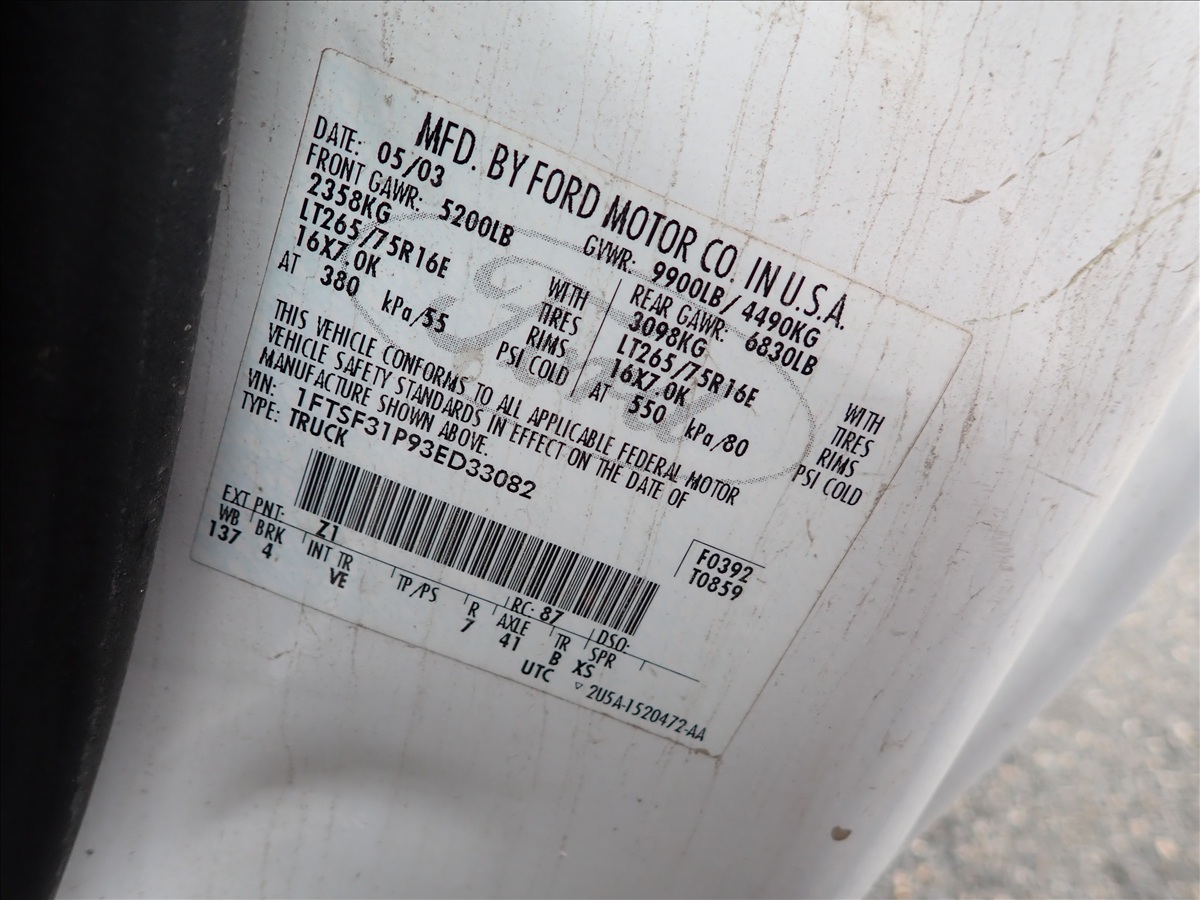 MFD. BY FORD MOTOR CO. IN U.S.A.
DATE: 05/03 GVWR: 9900LB / 4490KG
FRONT GAWR: 5200LB REAR GAWR: 6830LB
2358KG WITH 3098KG WITH
LT265/75R16E TIRES LT265/75R16E TIRES
16X7.0K RIMS 16X7.0K RIMS
AT 380 kPa/55 PSI COLD AT 550 kPa/80 PSI COLD
THIS VEHICLE CONFORMS TO ALL APPLICABLE FEDERAL MOTOR
VEHICLE SAFETY STANDARDS IN EFFECT ON THE DATE OF
MANUFACTURE SHOWN ABOVE.
VIN: 1FTSF31P93ED33082
TYPE: TRUCK
F0392
T0859
EXT PNT: Z1 RC: 87 DSO:
WB BRK INT TR TP/PS R AXLE TR SPR
137 4 VE 7 41 B XS
UTC ▽ 2U5A-1520472-AA
Ford